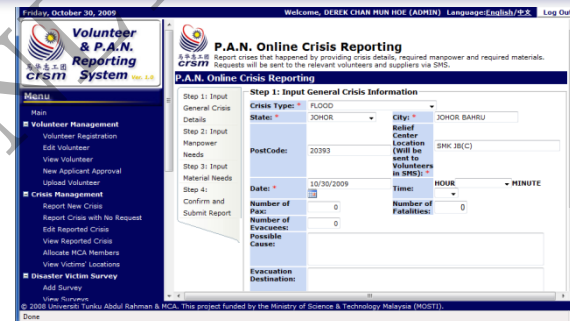 Friday, October 30, 2009
Welcome, DEREK CHAN MUN HOE (ADMIN) Language:English/中文 Log Out
Volunteer
& P.A.N.
Reporting
System Ver. 1.0
crsm
crsm
P.A.N. Online Crisis Reporting
Report crises that happened by providing crisis details, required manpower and required materials.
Requests will be sent to the relevant volunteers and suppliers via SMS.
P.A.N. Online Crisis Reporting
Menu
Main
Volunteer Management
Volunteer Registration
Edit Volunteer
View Volunteer
New Applicant Approval
Upload Volunteer
Crisis Management
Report New Crisis
Report Crisis with No Request
Edit Reported Crisis
View Reported Crisis
Allocate MCA Members
View Victims' Locations
Disaster Victim Survey
Add Survey
View Surveys
Step 1: Input
General Crisis
Details
Step 2: Input
Manpower
Needs
Step 3: Input
Material Needs
Step 4:
Confirm and
Submit Report
Step 1: Input General Crisis Information
Crisis Type: * FLOOD
State: * JOHOR City: * JOHOR BAHRU
PostCode: 20393
Relief
Center
Location
(Will be
sent to
Volunteers
in SMS): *
SMK JB(C)
Date: * 10/30/2009 Time: HOUR MINUTE
Number of
Pax:
0
Number of
Fatalities:
0
Number of
Evacuees:
0
Possible
Cause:
Evacuation
Destination:
© 2008 Universiti Tunku Abdul Rahman & MCA. This project funded by the Ministry of Science & Technology Malaysia (MOSTI).
Done